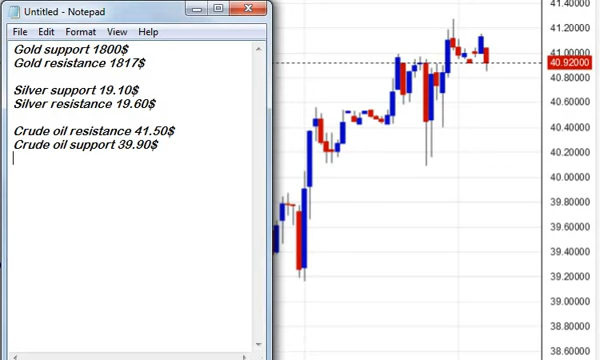 Untitled - Notepad
File Edit Format View Help
Gold support 1800$
Gold resistance 1817$
Silver support 19.10$
Silver resistance 19.60$
Crude oil resistance 41.50$
Crude oil support 39.90$
41.40000
41.20000
41.00000
40.92000
40.80000
40.60000
40.40000
40.20000
40.00000
39.80000
39.60000
39.40000
39.20000
39.00000
38.80000
38.60000